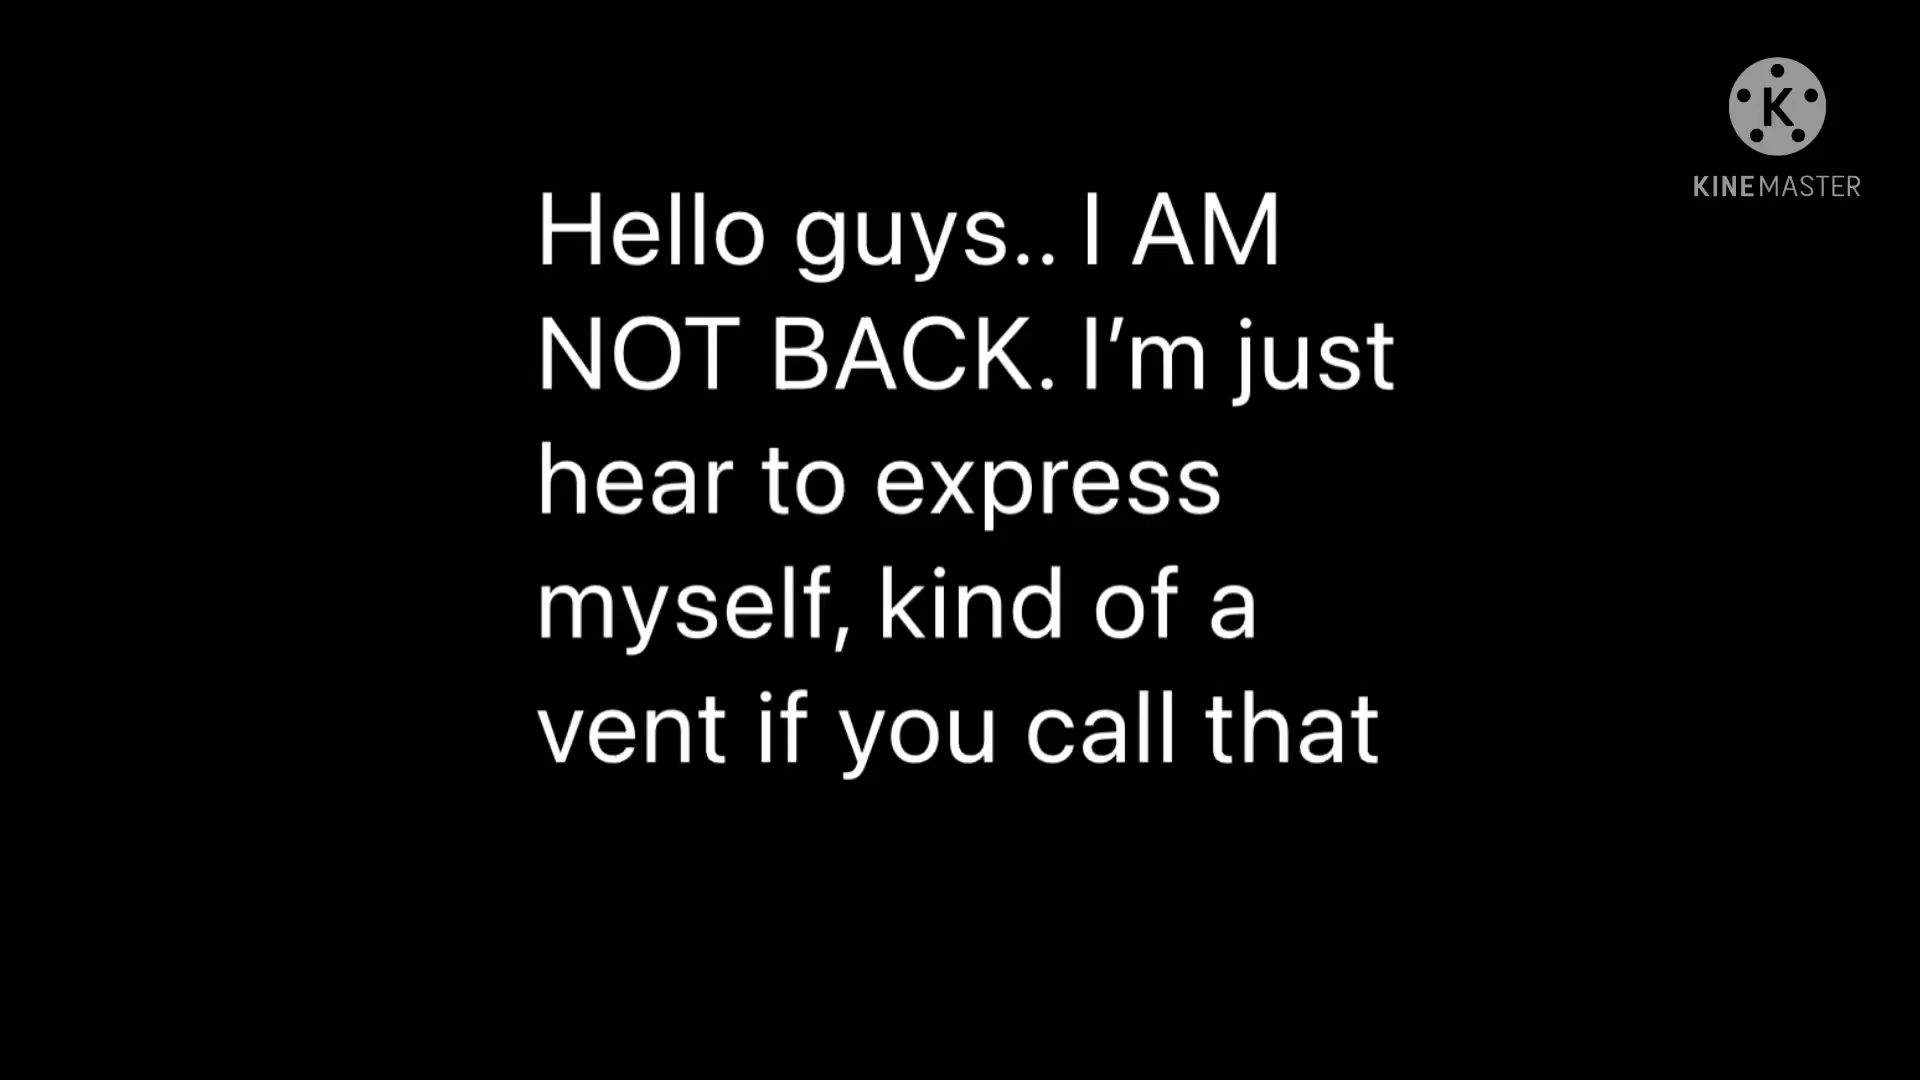 K
KINEMASTER
Hello guys.. I AM
NOT BACK. I’m just
hear to express
myself, kind of a
vent if you call that